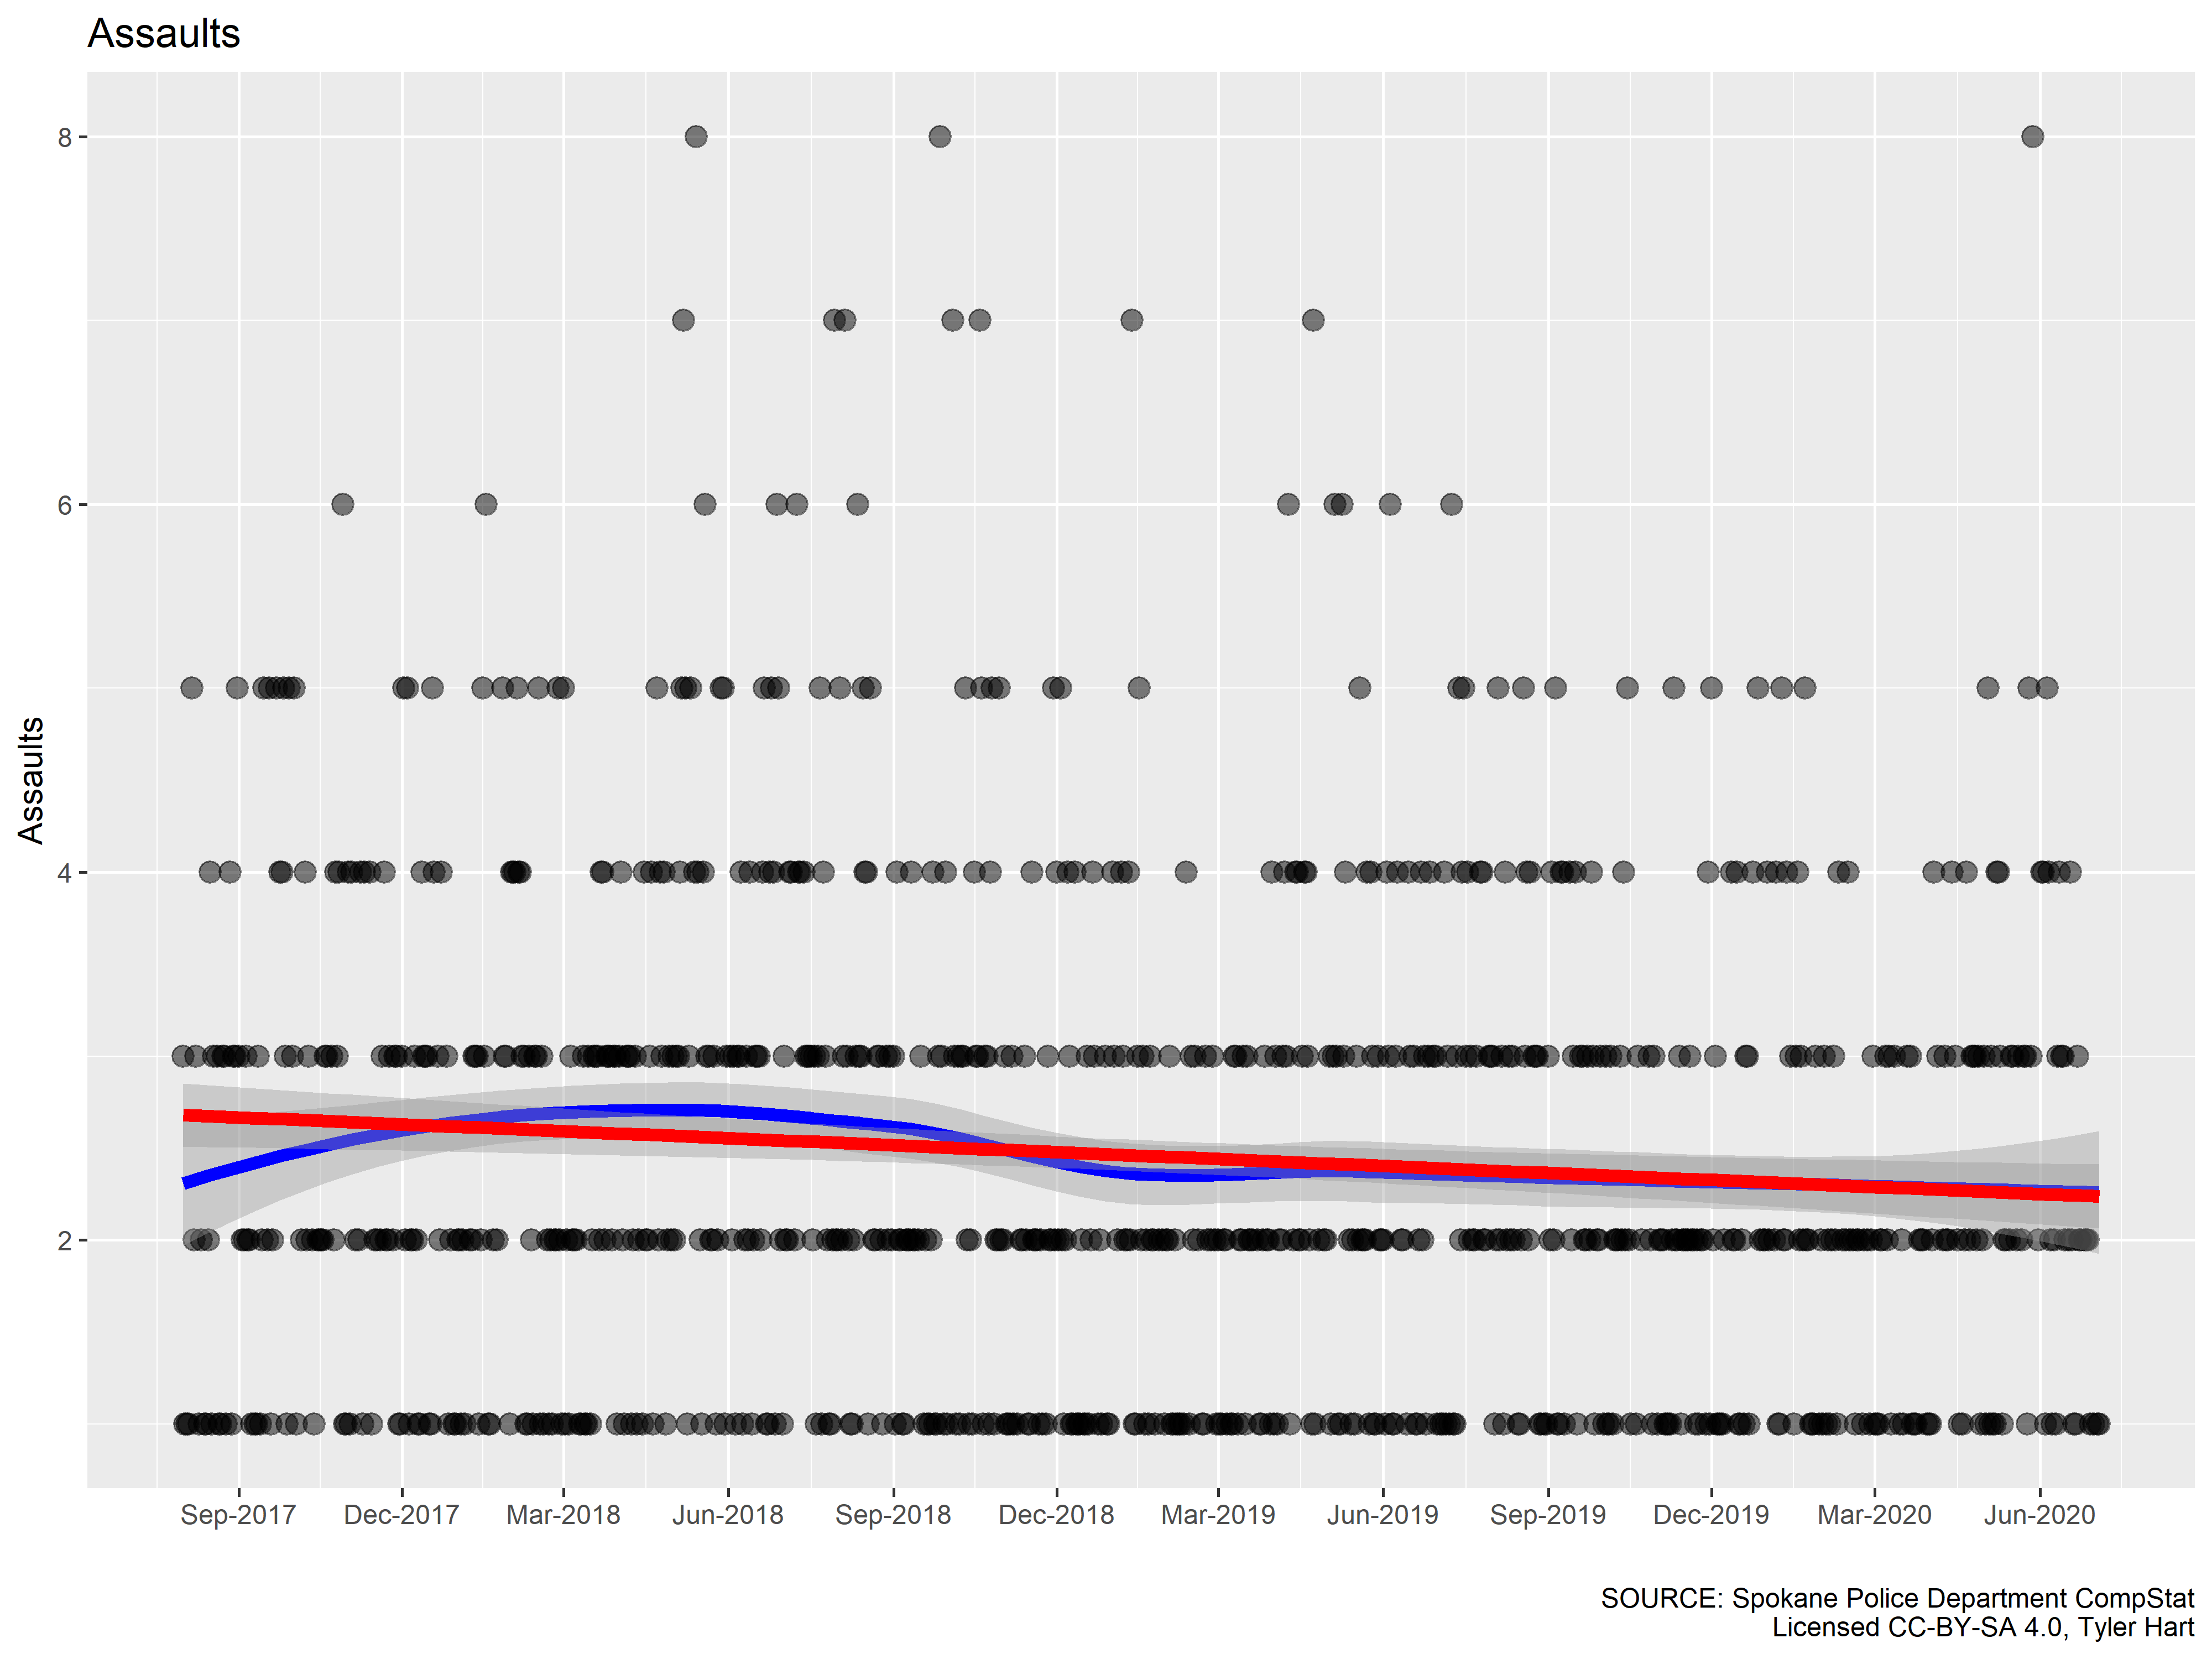 Assaults
8
6
4
2
Assaults
Sep-2017 Dec-2017 Mar-2018 Jun-2018 Sep-2018 Dec-2018 Mar-2019 Jun-2019 Sep-2019 Dec-2019 Mar-2020 Jun-2020
SOURCE: Spokane Police Department CompStat
Licensed CC-BY-SA 4.0, Tyler Hart